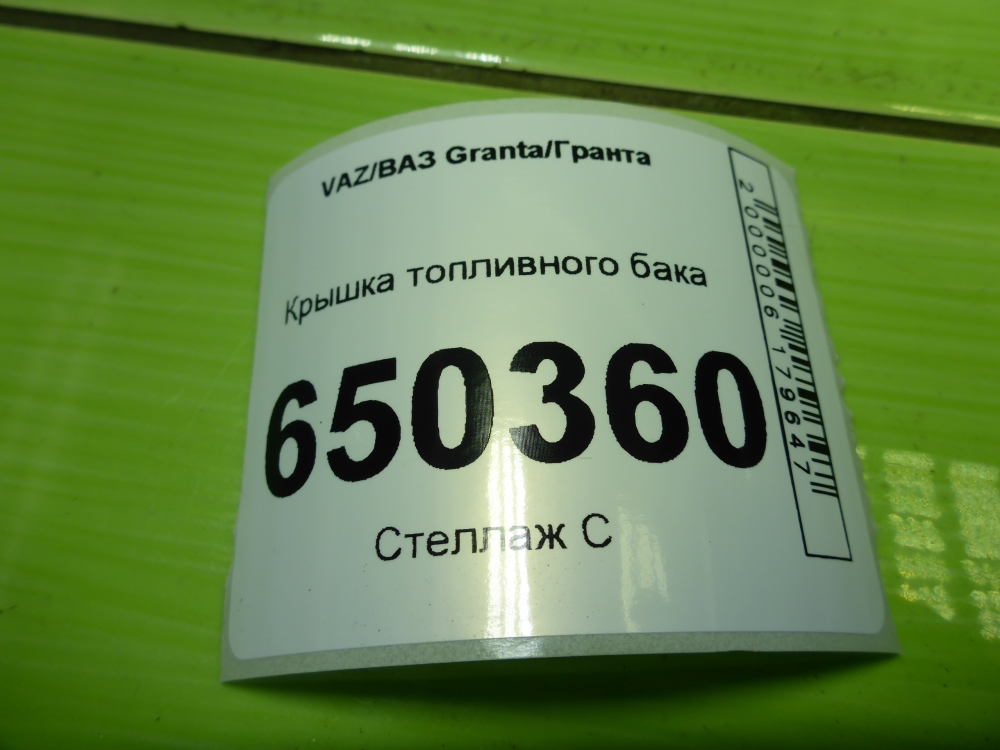 VAZ/ВАЗ Granta/Гранта
Крышка топливного бака
650360
Стеллаж С
2000006179647